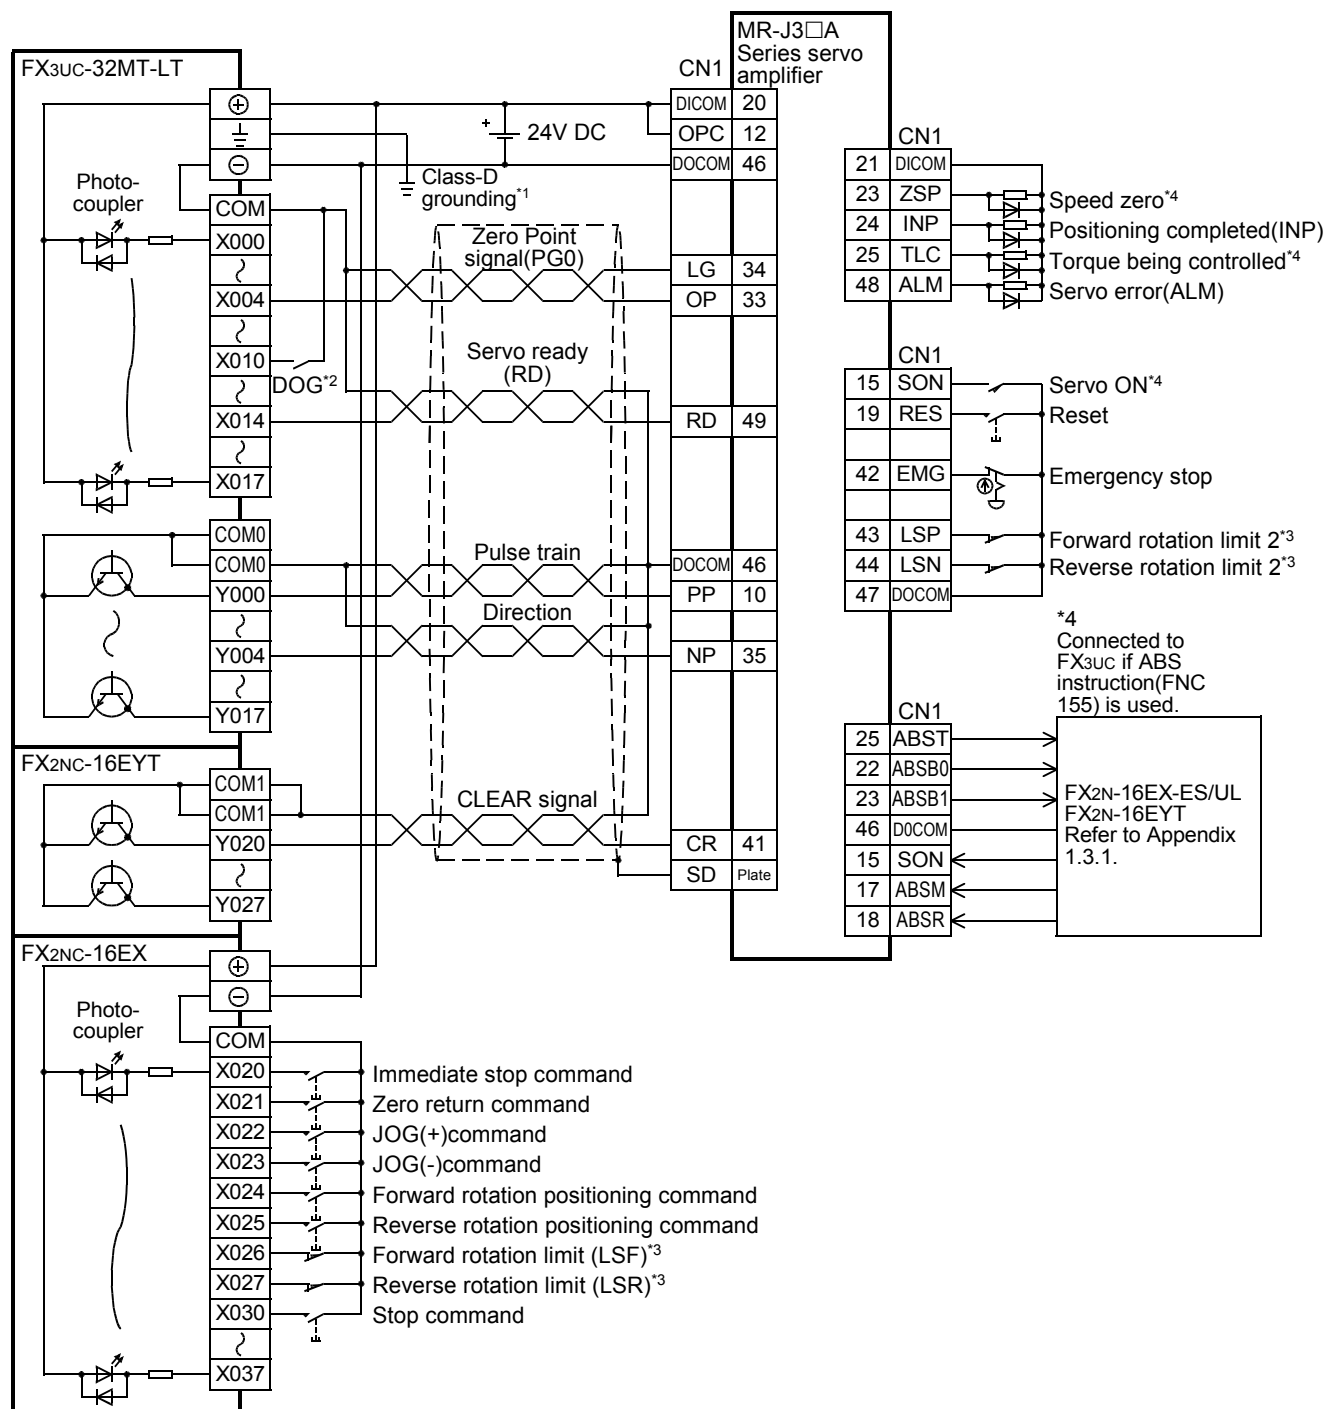 FX3UC-32MT-LT
Photo-
coupler
COM
X000
X004
X010
X014
X017
COM0
COM0
Y000
Y004
Y017
24V DC
Class-D
grounding*1
DOG*2
Zero Point
signal(PG0)
Servo ready
(RD)
Pulse train
Direction
CLEAR signal
MR-J3□A
Series servo
amplifier
CN1
DICOM 20
OPC 12
DOCOM 46
LG 34
OP 33
RD 49
DOCOM 46
PP 10
NP 35
CR 41
SD Plate
CN1
21 DICOM
23 ZSP Speed zero*4
24 INP Positioning completed(INP)
25 TLC Torque being controlled*4
48 ALM Servo error(ALM)
CN1
15 SON Servo ON*4
19 RES Reset
42 EMG Emergency stop
43 LSP Forward rotation limit 2*3
44 LSN Reverse rotation limit 2*3
47 DOCOM
*4
Connected to
FX3UC if ABS
instruction(FNC
155) is used.
CN1
25 ABST
22 ABSB0
23 ABSB1
46 D0COM
15 SON
17 ABSM
18 ABSR
FX2N-16EX-ES/UL
FX2N-16EYT
Refer to Appendix
1.3.1.
FX2NC-16EYT
COM1
COM1
Y020
Y027
FX2NC-16EX
Photo-
coupler
COM
X020 Immediate stop command
X021 Zero return command
X022 JOG(+)command
X023 JOG(-)command
X024 Forward rotation positioning command
X025 Reverse rotation positioning command
X026 Forward rotation limit (LSF)*3
X027 Reverse rotation limit (LSR)*3
X030 Stop command
X037